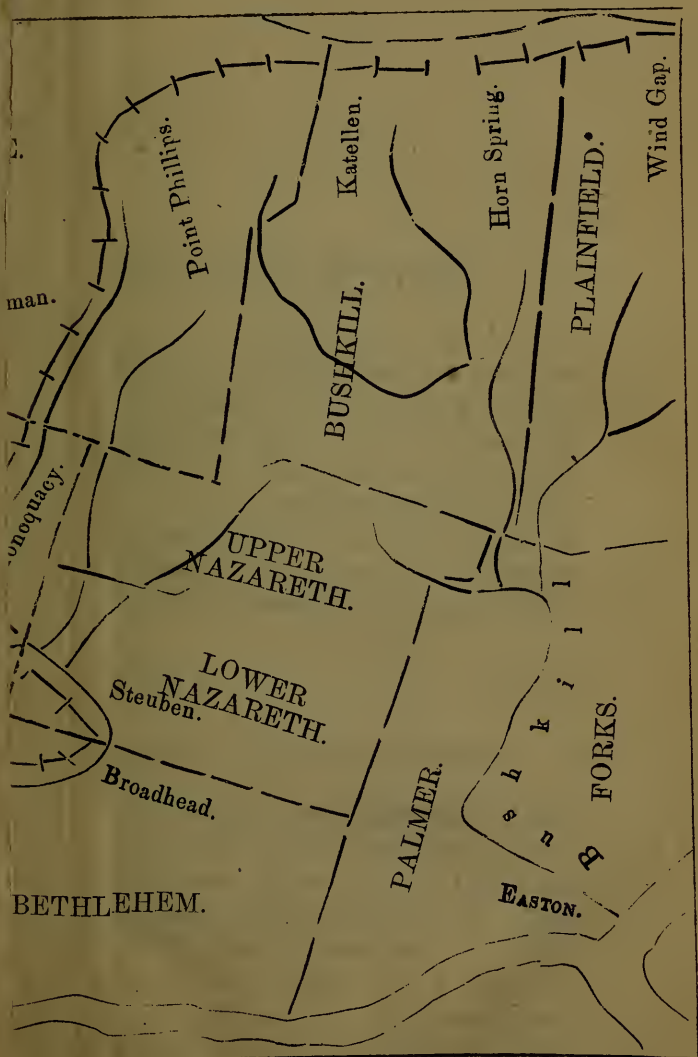 Wind Gap.
Katellen.
Horn Spring.
Point Phillips.
PLAINFIELD.
man.
BUSHKILL.
onoquacy.
UPPER
NAZARETH.
LOWER
NAZARETH.
Steuben.
Broadhead.
PALMER.
FORKS.
Bushkill
EASTON.
BETHLEHEM.